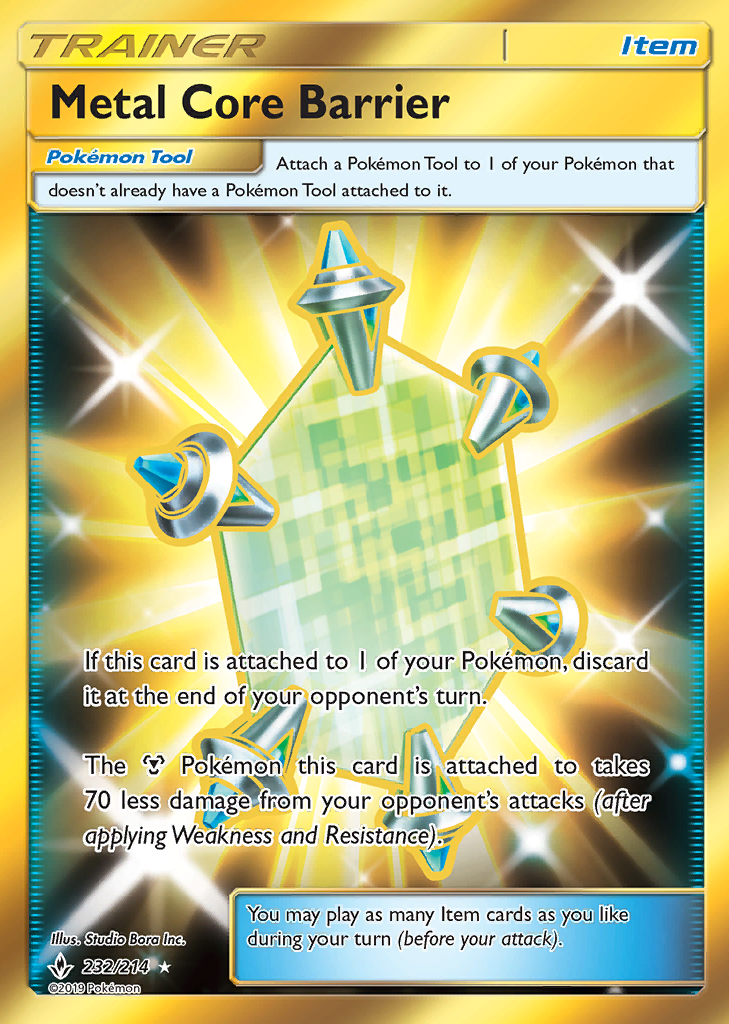 TRAINER
Item
Metal Core Barrier
Pokémon Tool
Attach a Pokémon Tool to 1 of your Pokémon that
doesn't already have a Pokémon Tool attached to it.
If this card is attached to 1 of your Pokémon, discard
it at the end of your opponent's turn.
The Pokémon this card is attached to takes
70 less damage from your opponent's attacks (after
applying Weakness and Resistance).
You may play as many Item cards as you like
during your turn (before your attack).
Illus. Studio Bora Inc.
232/214 ★
©2019 Pokémon